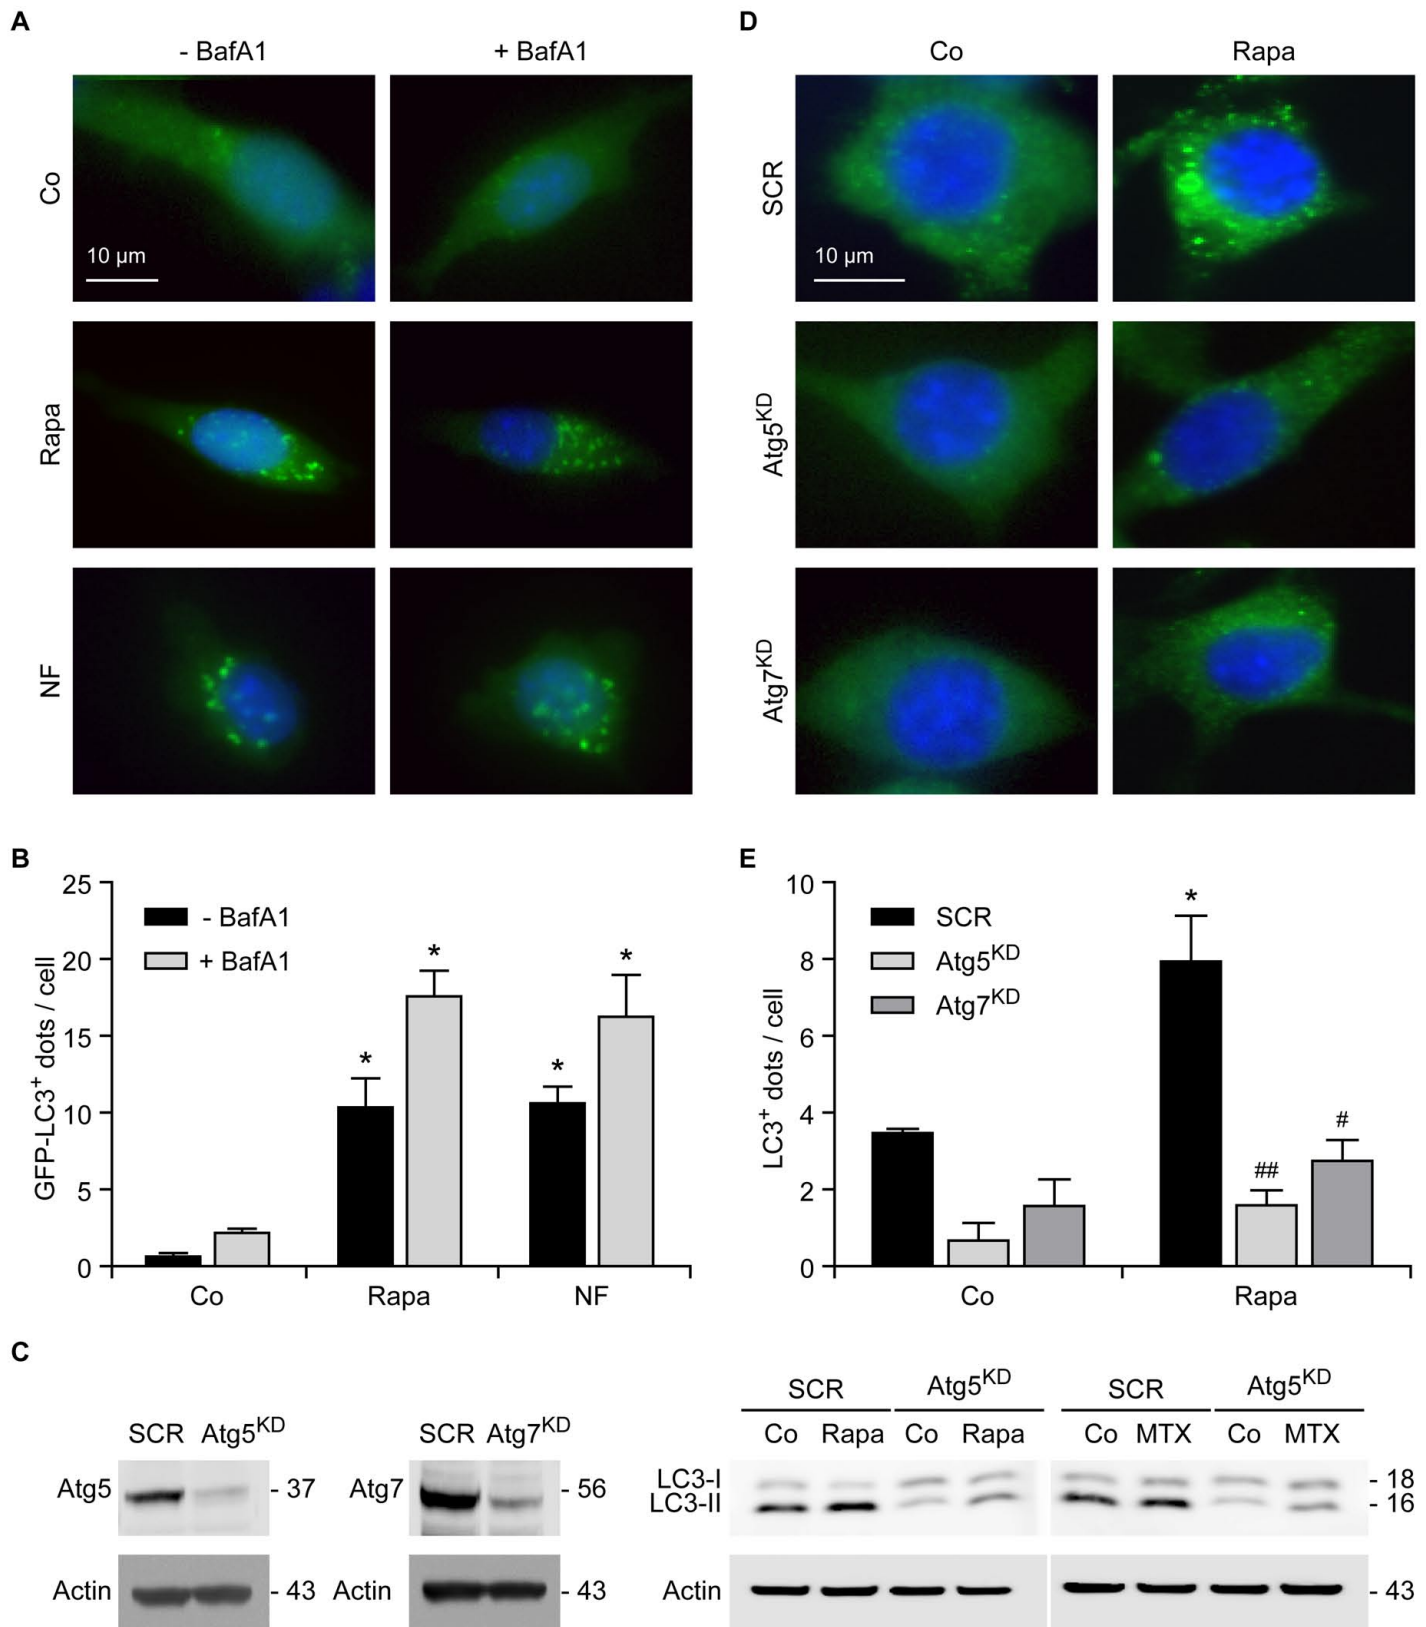 A
- BafA1
+ BafA1
Co
10 µm
Rapa
NF
D
Co
Rapa
SCR
10 µm
Atg5KD
Atg7KD
B
GFP-LC3+ dots / cell
25
20
15
10
5
0
- BafA1
+ BafA1
*
*
*
*
Co
Rapa
NF
E
LC3+ dots / cell
10
8
6
4
2
0
SCR
Atg5KD
Atg7KD
*
##
#
Co
Rapa
C
SCR Atg5KD
Atg5
- 37
Actin
- 43
SCR Atg7KD
Atg7
- 56
Actin
- 43
SCR Atg5KD SCR Atg5KD
Co Rapa Co Rapa Co MTX Co MTX
LC3-I
- 18
LC3-II
- 16
Actin
- 43